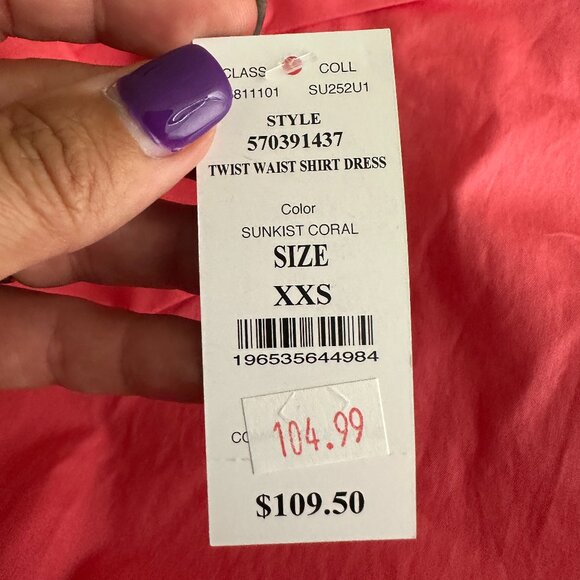 CLASS COLL
811101 SU252U1
STYLE
570391437
TWIST WAIST SHIRT DRESS
Color
SUNKIST CORAL
SIZE
XXS
196535644984
104.99
$109.50